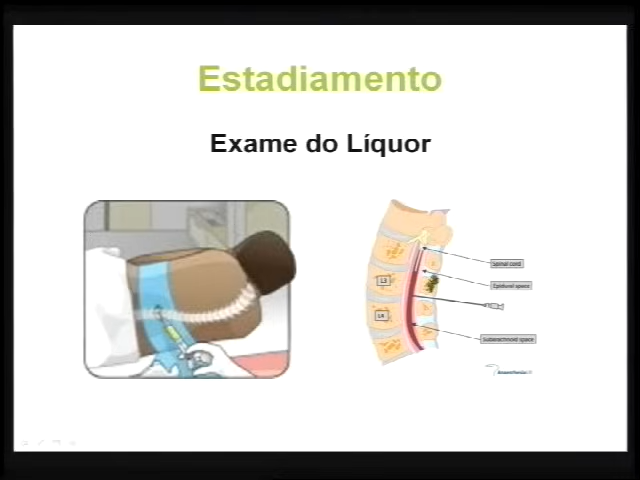 Estadiamento
Exame do Líquor
Spinal cord
L3
Epidural space
L4
Subarachnoid space